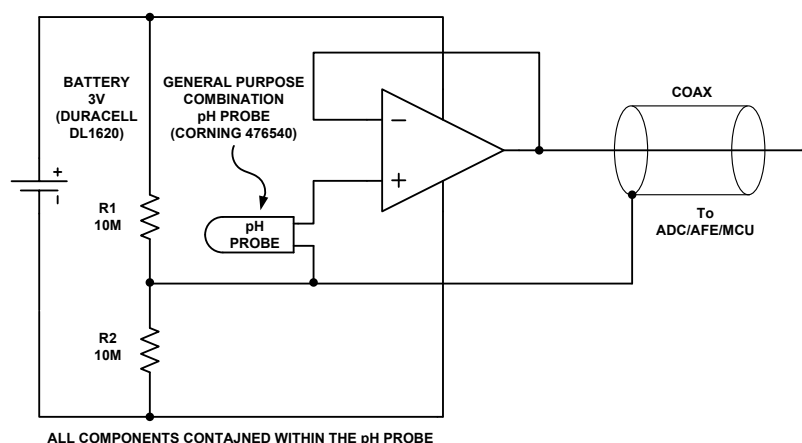 BATTERY
3V
(DURACELL
DL1620)
GENERAL PURPOSE
COMBINATION
pH PROBE
(CORNING 476540)
COAX
+
−
R1
10M
pH
PROBE
−
+
To
ADC/AFE/MCU
R2
10M
ALL COMPONENTS CONTAJNED WITHIN THE pH PROBE